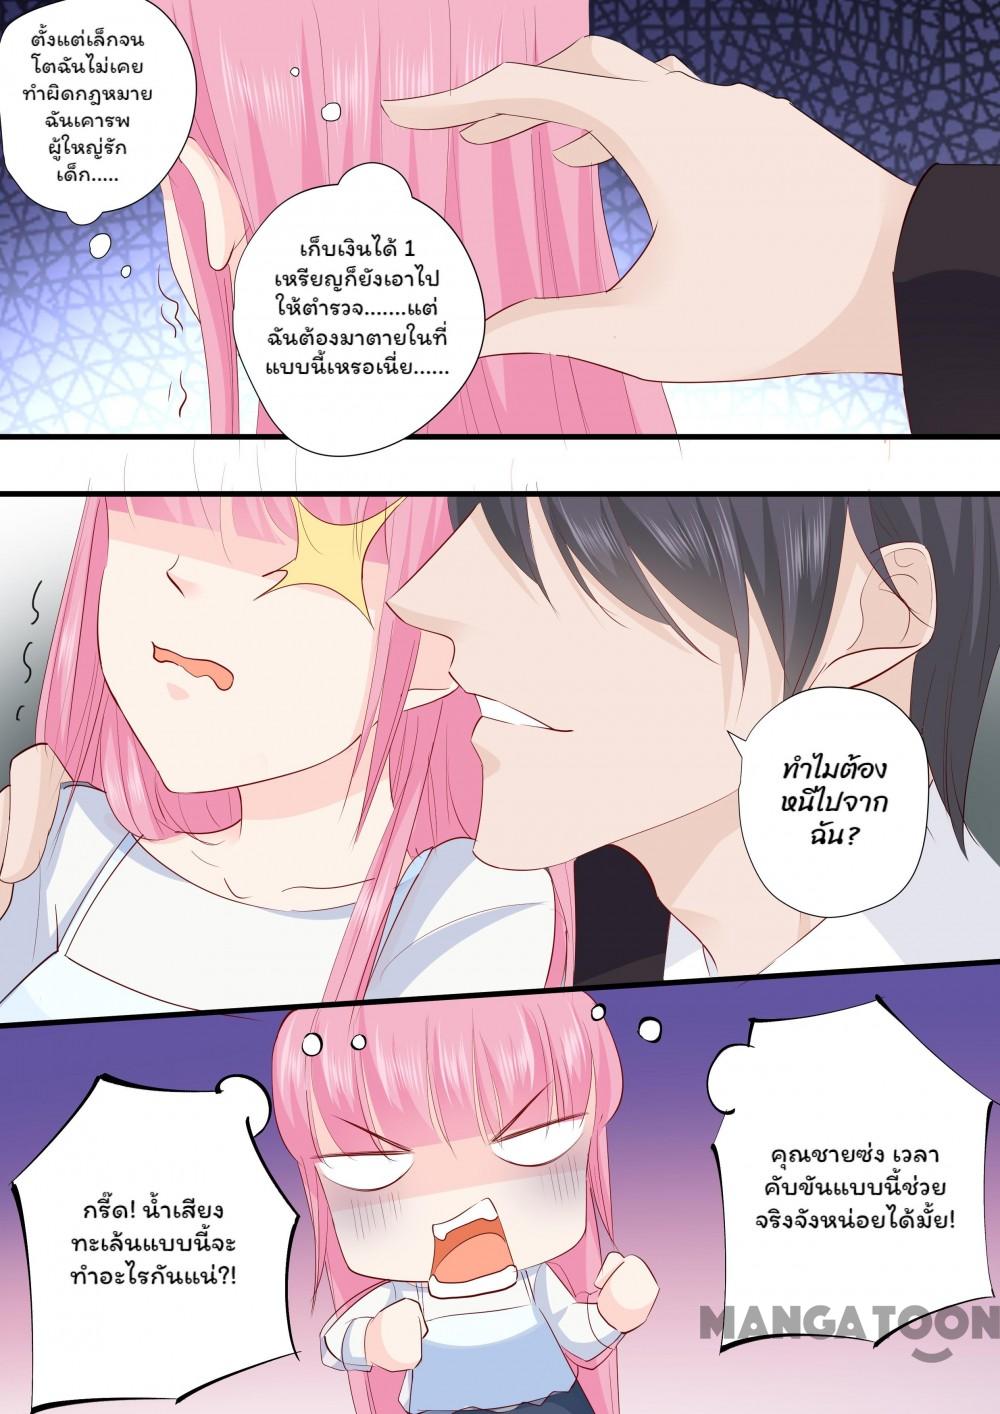 ตั้งแต่เล็กจน
โตฉันไม่เคย
ทำผิดกฎหมาย
ฉันเคารพ
ผู้ใหญ่รัก
เด็ก.....
เก็บเงินได้ 1
เหรียญก็ยังเอาไป
ให้ตำรวจ.......แต่
ฉันต้องมาตายในที่
แบบนี้เหรอเนี่ย......
ทำไมต้อง
หนีไปจาก
ฉัน?
กรี๊ด! น้ำเสียง
ทะเล้นแบบนี้จะ
ทำอะไรกันแน่?!
คุณชายซ่ง เวลา
คับขันแบบนี้ช่วย
จริงจังหน่อยได้มั้ย!
MANGATOON